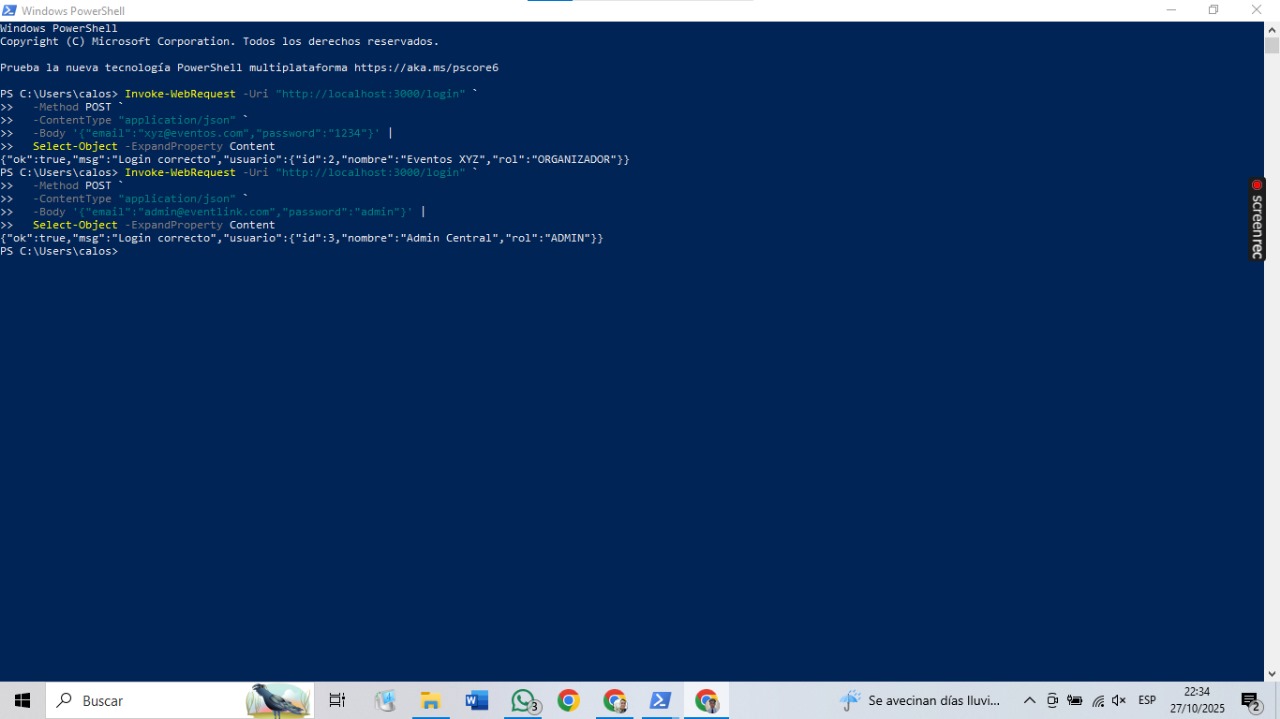 Windows PowerShell
Windows PowerShell
Copyright (C) Microsoft Corporation. Todos los derechos reservados.
Prueba la nueva tecnología PowerShell multiplataforma https://aka.ms/pscore6
PS C:\Users\calos> Invoke-WebRequest -Uri "http://localhost:3000/login" `
>>   -Method POST `
>>   -ContentType "application/json" `
>>   -Body '{"email":"xyz@eventos.com","password":"1234"}' |
>>   Select-Object -ExpandProperty Content
{"ok":true,"msg":"Login correcto","usuario":{"id":2,"nombre":"Eventos XYZ","rol":"ORGANIZADOR"}}
PS C:\Users\calos> Invoke-WebRequest -Uri "http://localhost:3000/login" `
>>   -Method POST `
>>   -ContentType "application/json" `
>>   -Body '{"email":"admin@eventlink.com","password":"admin"}' |
>>   Select-Object -ExpandProperty Content
{"ok":true,"msg":"Login correcto","usuario":{"id":3,"nombre":"Admin Central","rol":"ADMIN"}}
PS C:\Users\calos>
screenrec
Buscar
3
Se avecinan días lluvi...
ESP
22:34
27/10/2025
2